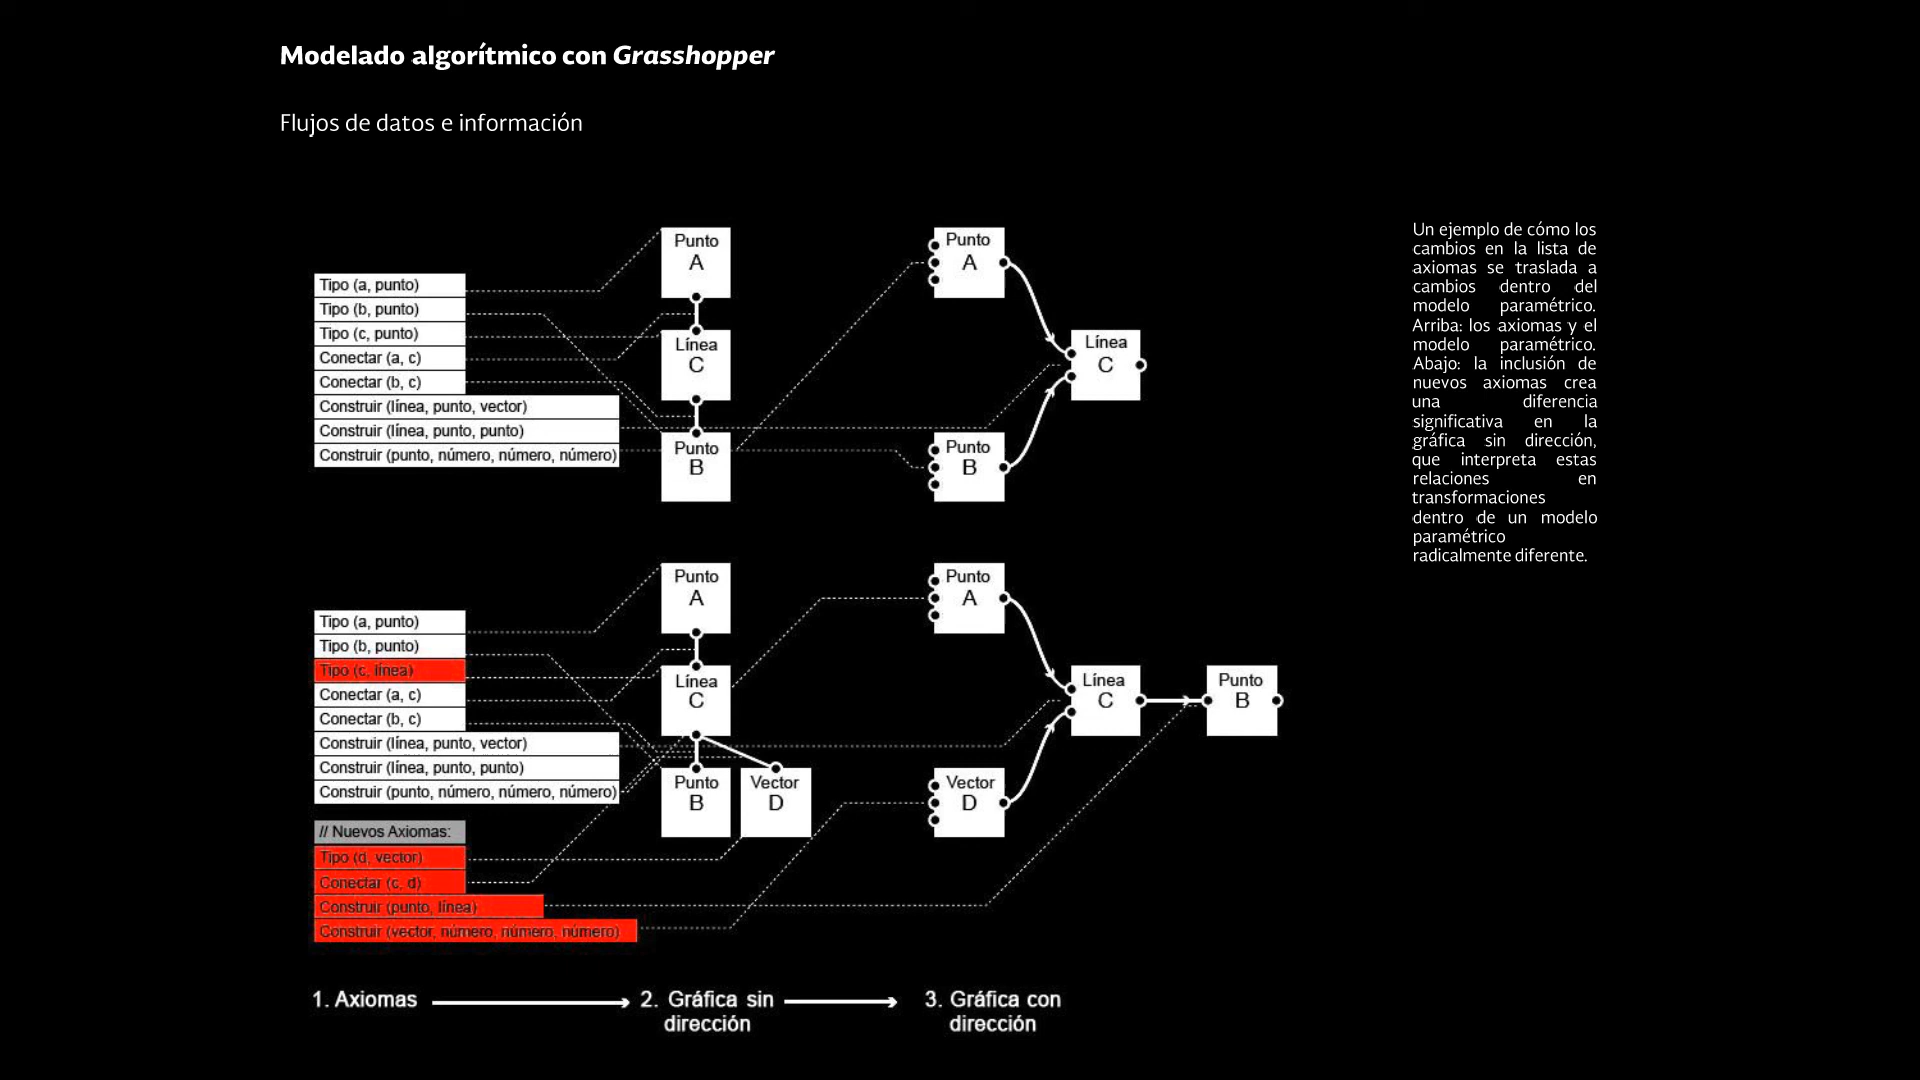 Modelado algorítmico con Grasshopper
Flujos de datos e información
Tipo (a, punto)
Tipo (b, punto)
Tipo (c, punto)
Conectar (a, c)
Conectar (b, c)
Construir (línea, punto, vector)
Construir (línea, punto, punto)
Construir (punto, número, número, número)
Punto
A
Línea
C
Punto
B
Punto
A
Punto
B
Línea
C
Un ejemplo de cómo los
cambios en la lista de
axiomas se traslada a
cambios dentro del
modelo paramétrico.
Arriba: los axiomas y el
modelo paramétrico.
Abajo: la inclusión de
nuevos axiomas crea
una diferencia
significativa en la
gráfica sin dirección,
que interpreta estas
relaciones en
transformaciones
dentro de un modelo
paramétrico
radicalmente diferente.
Tipo (a, punto)
Tipo (b, punto)
Tipo (c, línea)
Conectar (a, c)
Conectar (b, c)
Construir (línea, punto, vector)
Construir (línea, punto, punto)
Construir (punto, número, número, número)
// Nuevos Axiomas:
Tipo (d, vector)
Conectar (c, d)
Construir (punto, línea)
Construir (vector, número, número, número)
Punto
A
Línea
C
Punto
B
Vector
D
Punto
A
Vector
D
Línea
C
Punto
B
1. Axiomas
2. Gráfica sin
dirección
3. Gráfica con
dirección